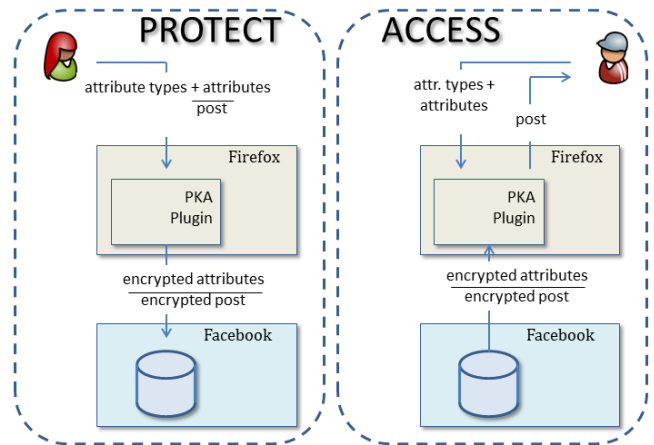 PROTECT
attribute types + attributes
post
Firefox
PKA
Plugin
encrypted attributes
encrypted post
Facebook
ACCESS
attr. types +
attributes
post
Firefox
PKA
Plugin
encrypted attributes
encrypted post
Facebook